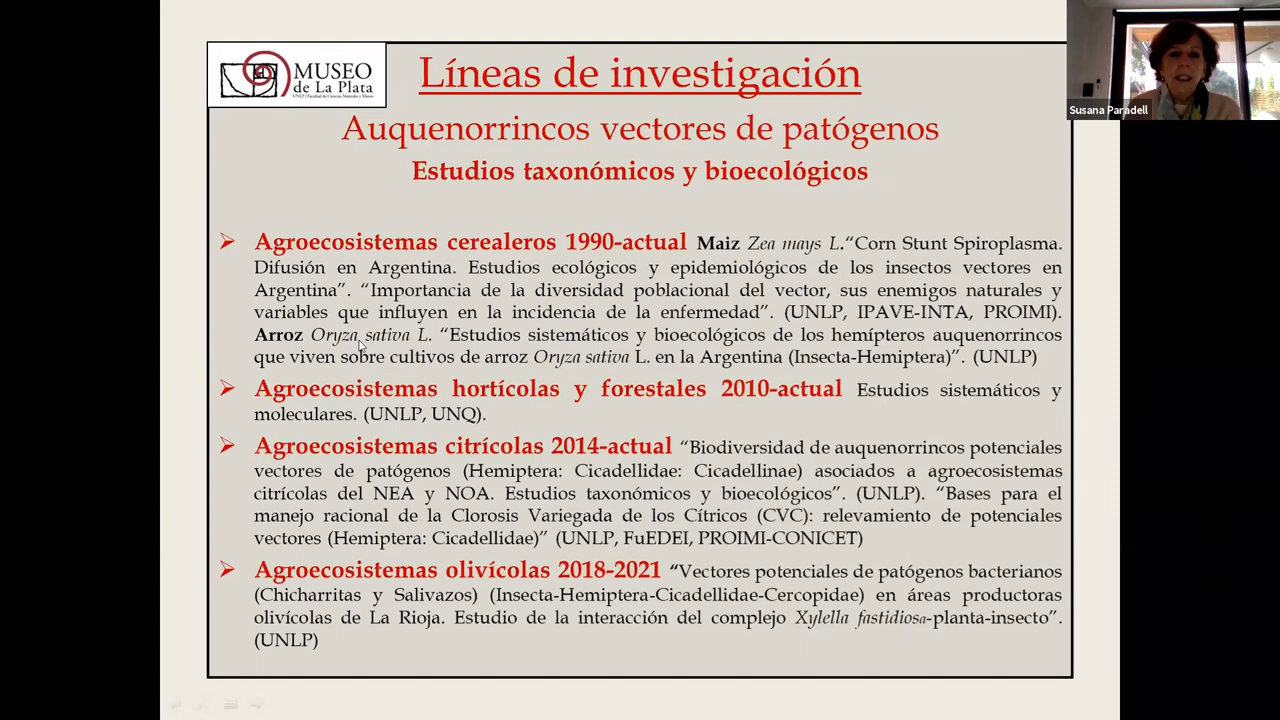 MUSEO
de La Plata
UNLP | Facultad de Ciencias Naturales y Museo
Líneas de investigación
Auquenorrincos vectores de patógenos
Estudios taxonómicos y bioecológicos
Susana Paradell
➢ Agroecosistemas cerealeros 1990-actual Maiz Zea mays L.“Corn Stunt Spiroplasma.
Difusión en Argentina. Estudios ecológicos y epidemiológicos de los insectos vectores en
Argentina”. “Importancia de la diversidad poblacional del vector, sus enemigos naturales y
variables que influyen en la incidencia de la enfermedad”. (UNLP, IPAVE-INTA, PROIMI).
Arroz Oryza sativa L. “Estudios sistemáticos y bioecológicos de los hemípteros auquenorrincos
que viven sobre cultivos de arroz Oryza sativa L. en la Argentina (Insecta-Hemiptera)”. (UNLP)
➢ Agroecosistemas hortícolas y forestales 2010-actual Estudios sistemáticos y
moleculares. (UNLP, UNQ).
➢ Agroecosistemas citrícolas 2014-actual “Biodiversidad de auquenorrincos potenciales
vectores de patógenos (Hemiptera: Cicadellidae: Cicadellinae) asociados a agroecosistemas
citrícolas del NEA y NOA. Estudios taxonómicos y bioecológicos”. (UNLP). “Bases para el
manejo racional de la Clorosis Variegada de los Cítricos (CVC): relevamiento de potenciales
vectores (Hemiptera: Cicadellidae)” (UNLP, FuEDEI, PROIMI-CONICET)
➢ Agroecosistemas olivícolas 2018-2021 “Vectores potenciales de patógenos bacterianos
(Chicharritas y Salivazos) (Insecta-Hemiptera-Cicadellidae-Cercopidae) en áreas productoras
olivícolas de La Rioja. Estudio de la interacción del complejo Xylella fastidiosa-planta-insecto”.
(UNLP)